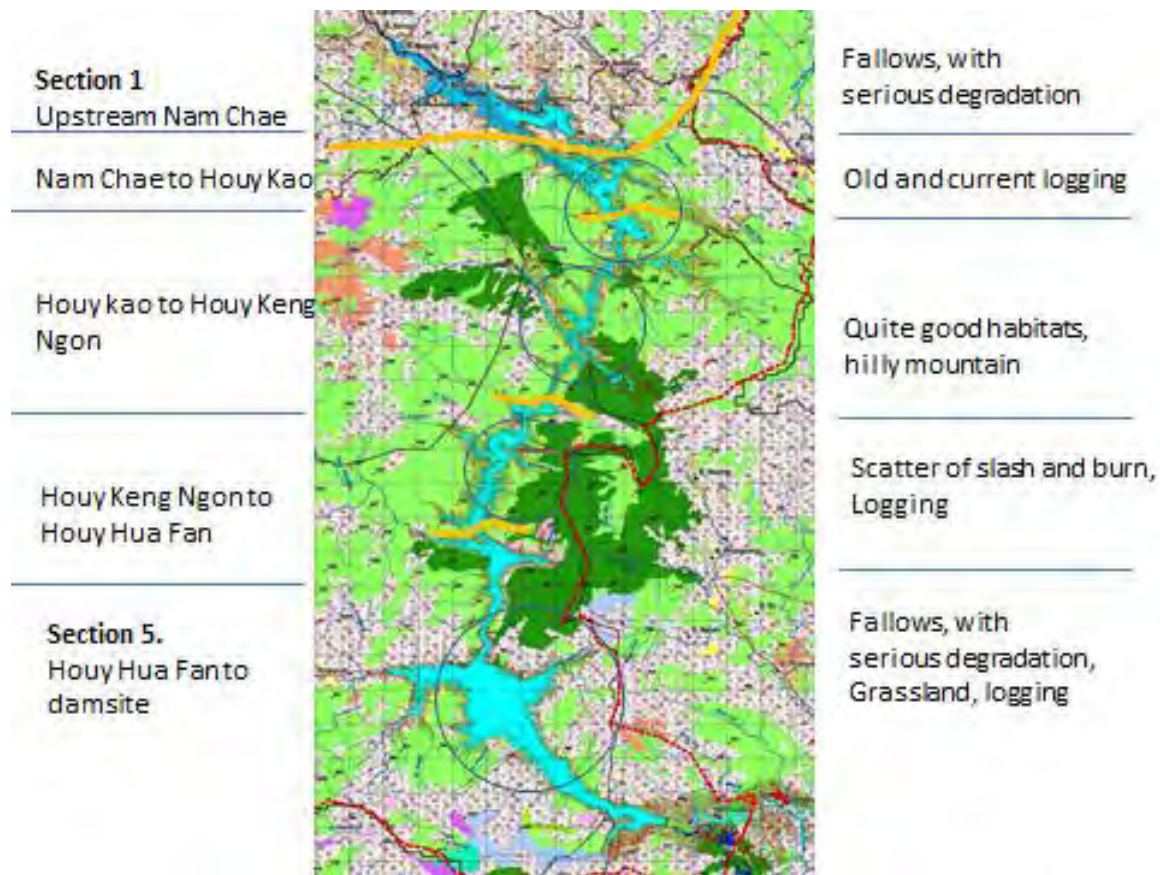 Section 1
Upstream Nam Chae
Nam Chae to Houy Kao
Houy kao to Houy Keng
Ngon
Houy Keng Ngon to
Houy Hua Fan
Section 5.
Houy Hua Fan to
damsite
Fallows, with
serious degradation
Old and current logging
Quite good habitats,
hilly mountain
Scatter of slash and burn,
Logging
Fallows, with
serious degradation,
Grassland, logging